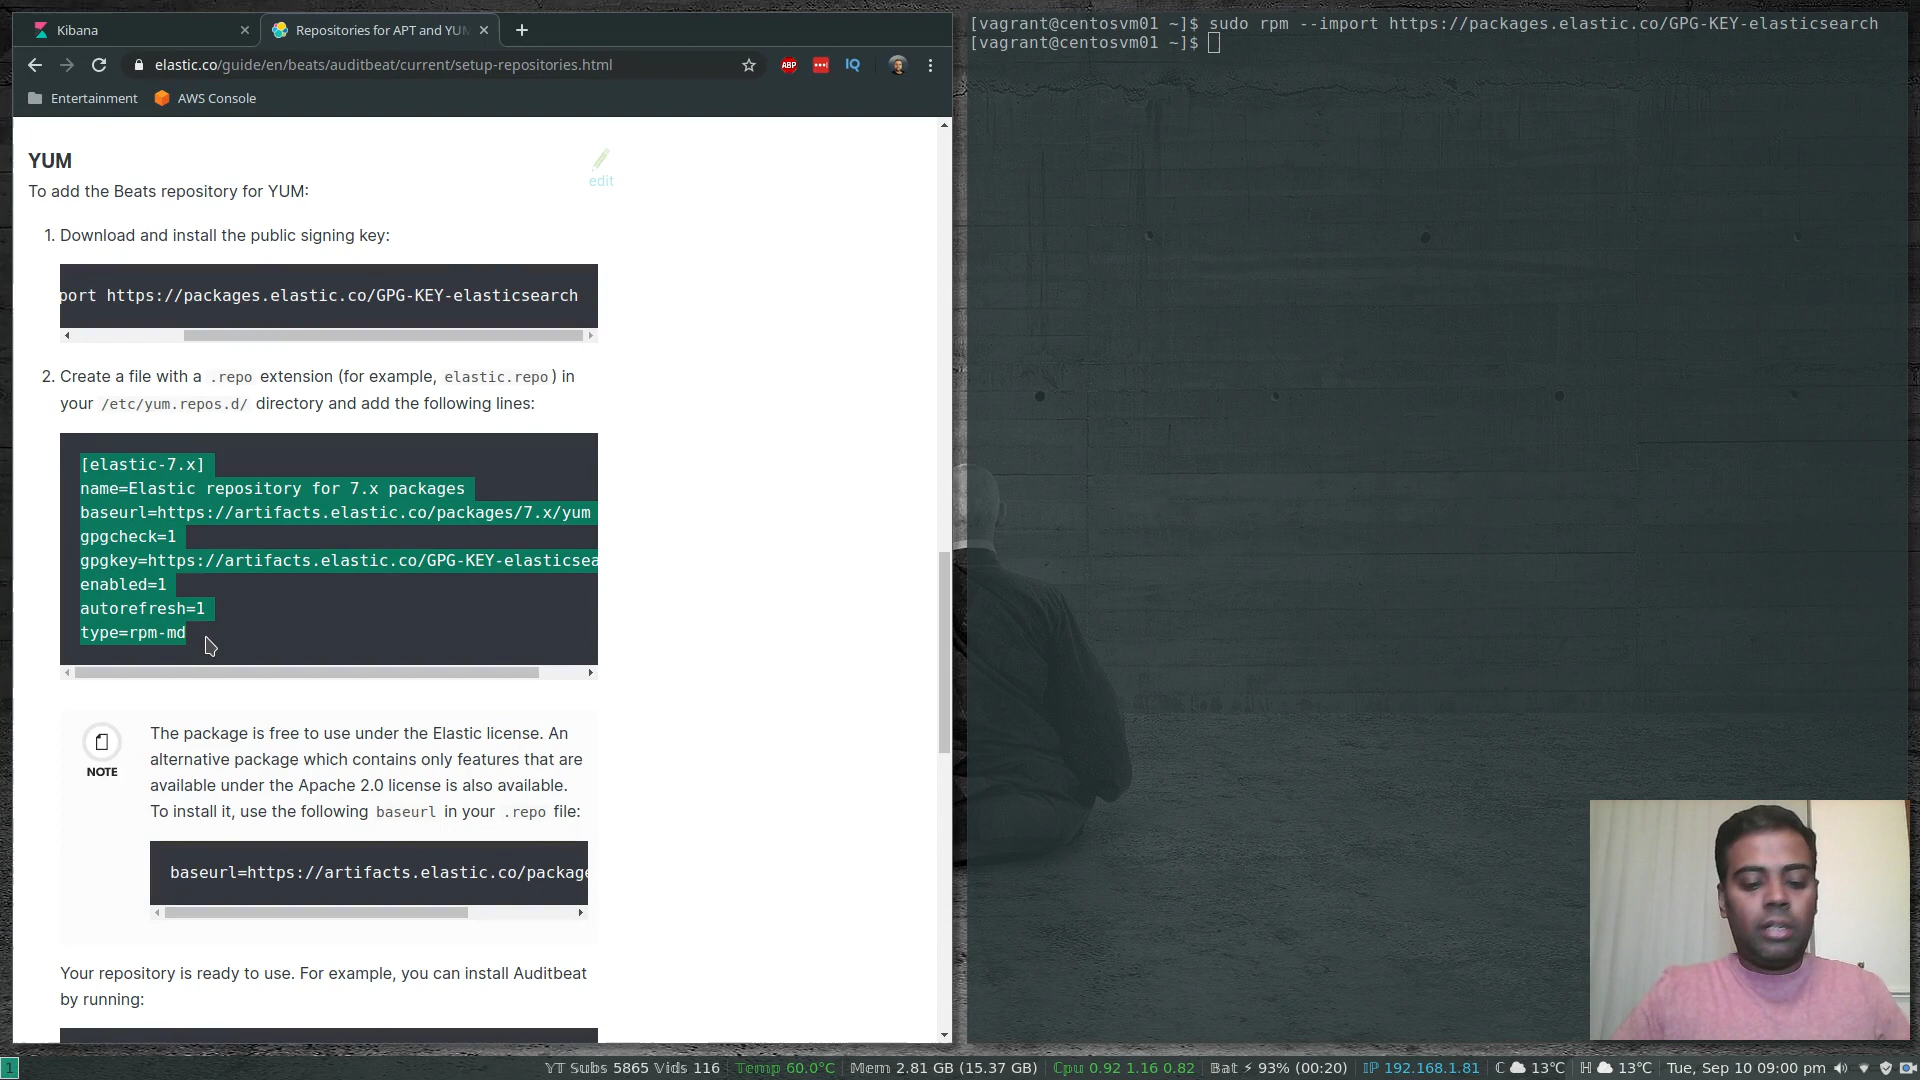 Kibana
Repositories for APT and YUM
elastic.co/guide/en/beats/auditbeat/current/setup-repositories.html
ABP
IQ
Entertainment
AWS Console
YUM
edit
To add the Beats repository for YUM:
1. Download and install the public signing key:
port https://packages.elastic.co/GPG-KEY-elasticsearch
2. Create a file with a .repo extension (for example, elastic.repo) in
your /etc/yum.repos.d/ directory and add the following lines:
[elastic-7.x]
name=Elastic repository for 7.x packages
baseurl=https://artifacts.elastic.co/packages/7.x/yum
gpgcheck=1
gpgkey=https://artifacts.elastic.co/GPG-KEY-elasticsea
enabled=1
autorefresh=1
type=rpm-md
NOTE
The package is free to use under the Elastic license. An
alternative package which contains only features that are
available under the Apache 2.0 license is also available.
To install it, use the following baseurl in your .repo file:
baseurl=https://artifacts.elastic.co/package
Your repository is ready to use. For example, you can install Auditbeat
by running:
[vagrant@centosvm01 ~]$ sudo rpm --import https://packages.elastic.co/GPG-KEY-elasticsearch
[vagrant@centosvm01 ~]$
1
YT Subs 5865 Vids 116 Temp 60.0°C Mem 2.81 GB (15.37 GB) Cpu 0.92 1.16 0.82 Bat ⚡ 93% (00:20) IP 192.168.1.81 C 13°C H 13°C Tue, Sep 10 09:00 pm